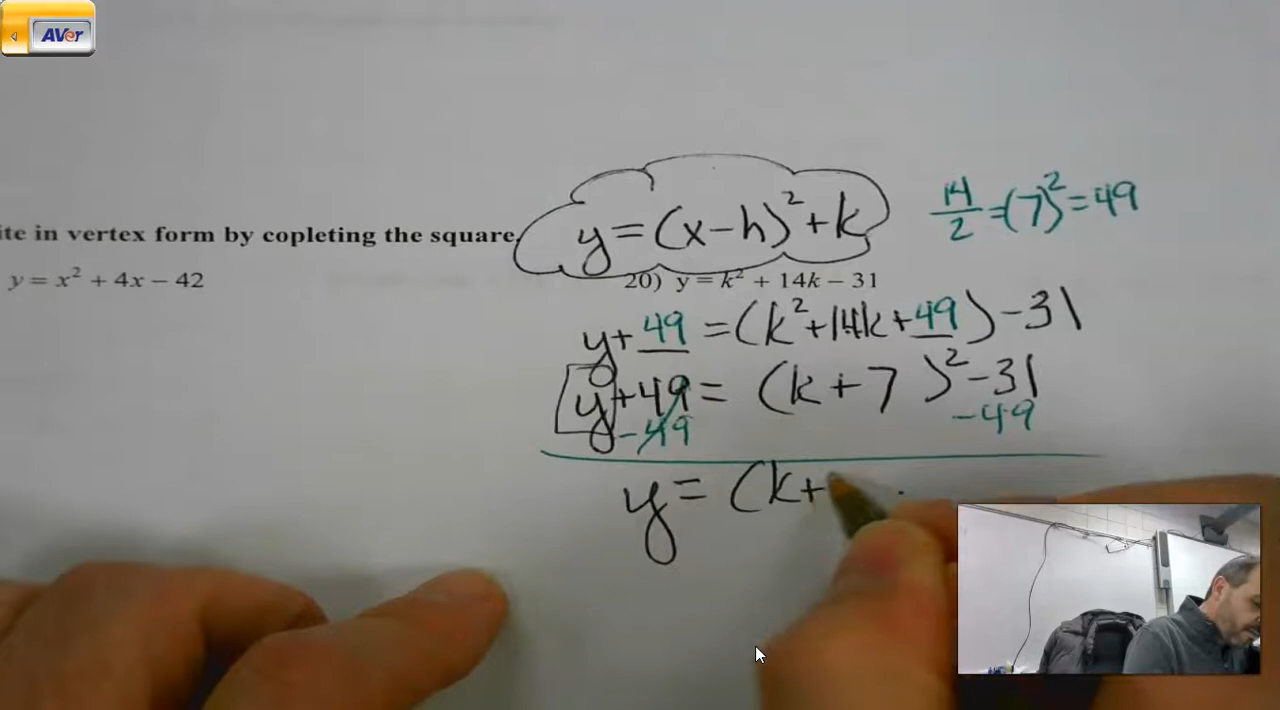 AVer
y = (x - h)² + k
14/2 = (7)² = 49
ite in vertex form by copleting the square.
y = x² + 4x − 42
20) y = k² + 14k − 31
y + 49 = (k² + 14k + 49) − 31
y + 49 = (k + 7)² − 31
−49 −49
y = (k +